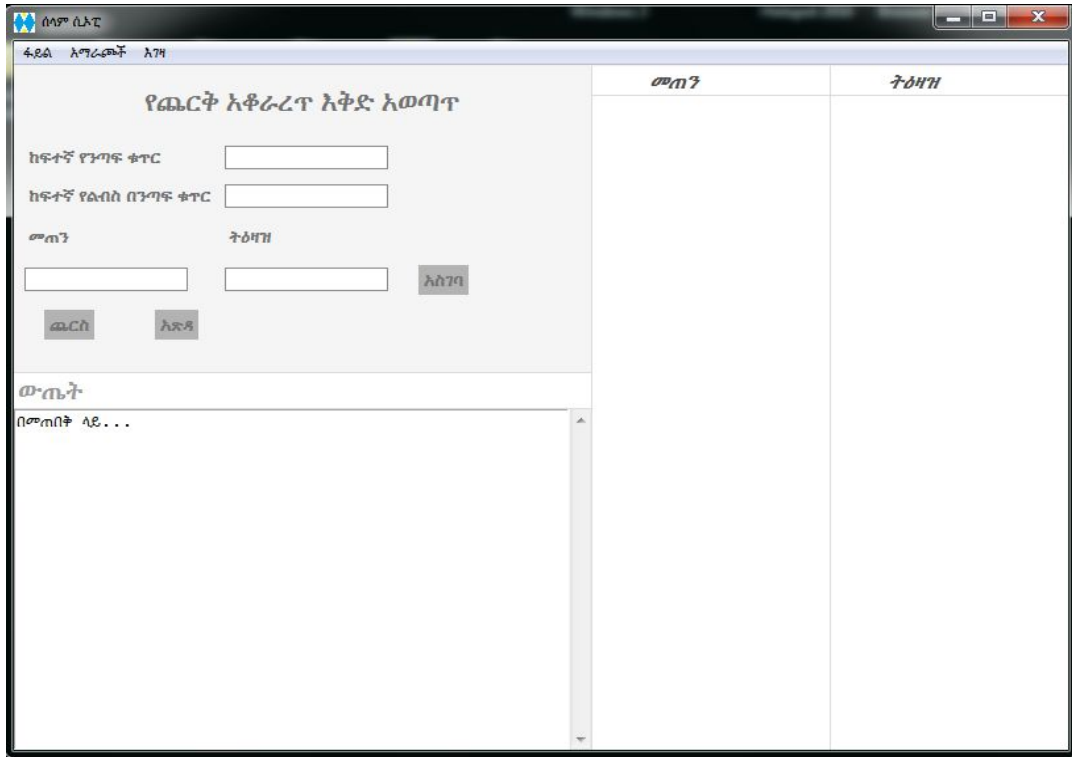 ሰላም ሲኦፒ
ፋይል አማራጮች እገዛ
የጨርቅ አቆራረጥ እቅድ አወጣጥ
ከፍተኛ የንጣፍ ቁጥር
ከፍተኛ የልብስ በንጣፍ ቁጥር
መጠን ትዕዛዝ
አስገባ
ጨርስ አጽዳ
ውጤት
በመጠበቅ ላይ...
መጠን ትዕዛዝ